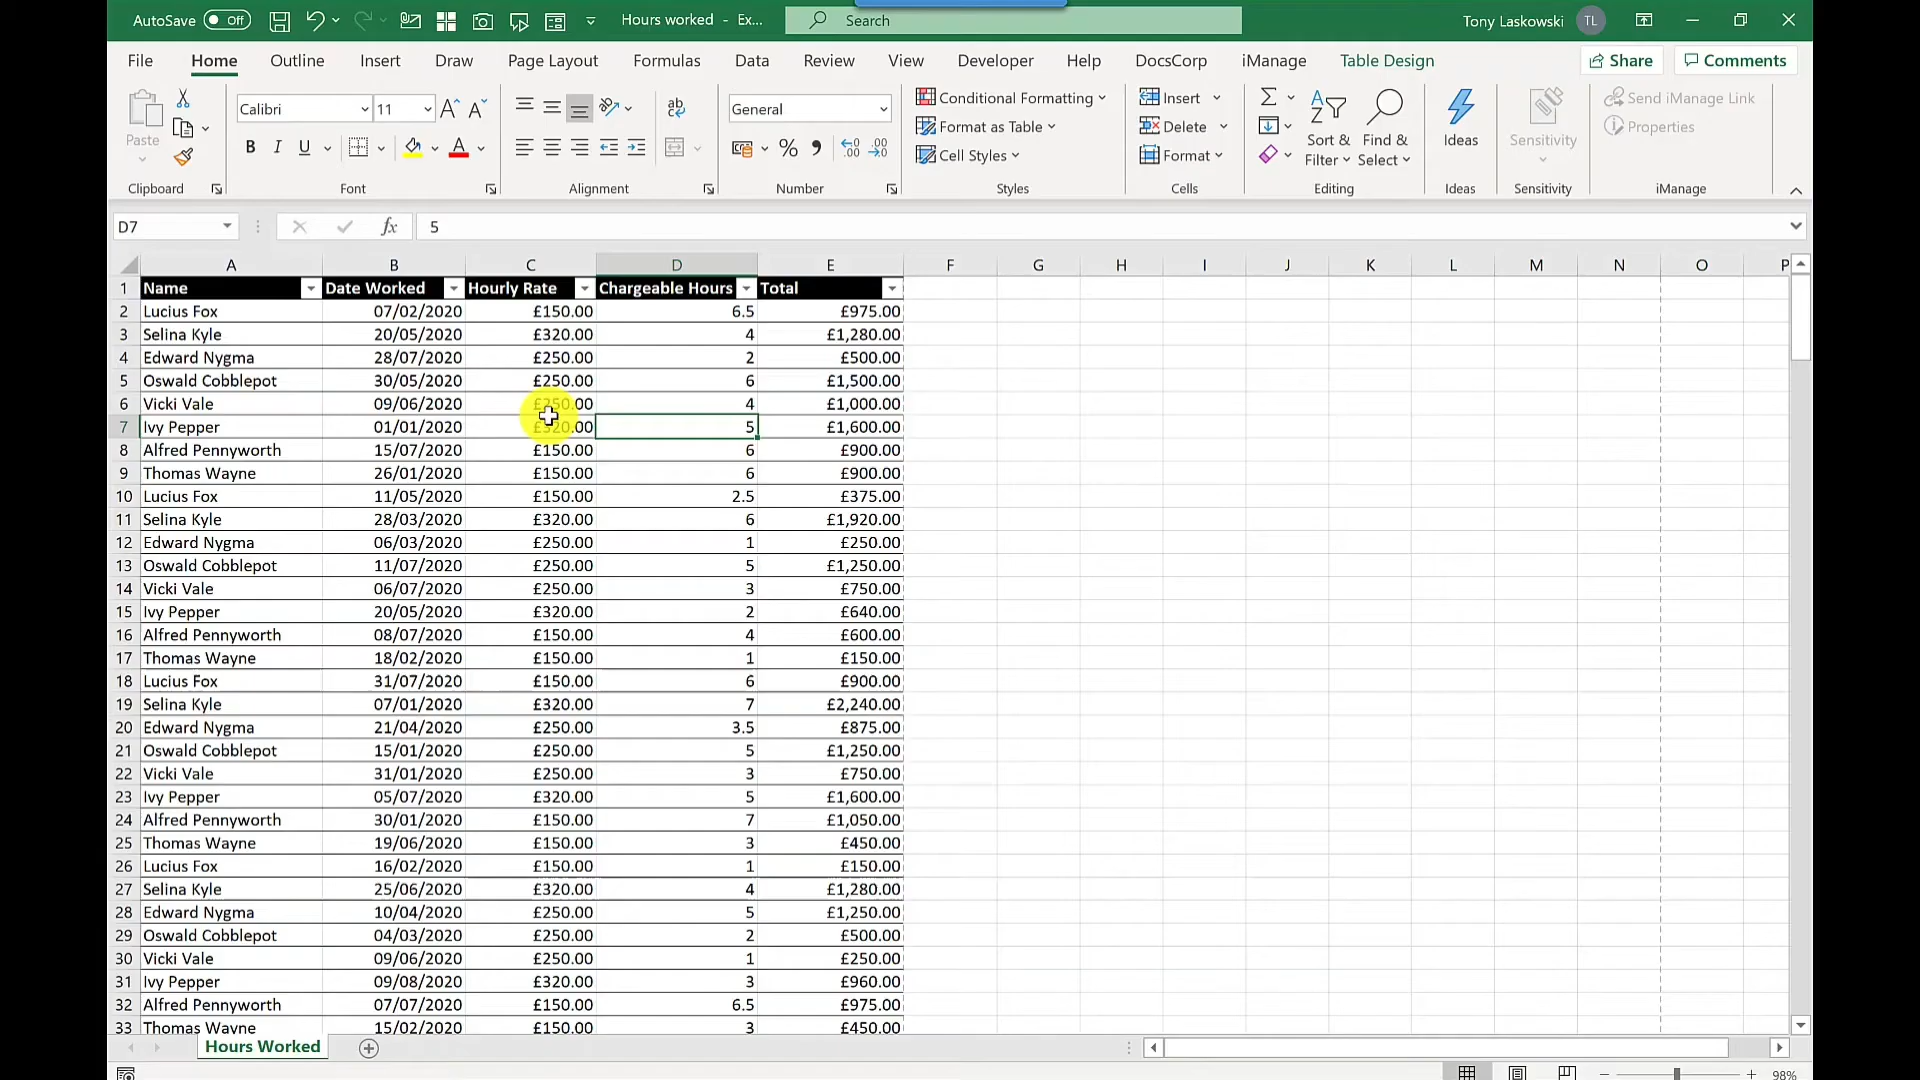 AutoSave Off Hours worked - Ex... Search Tony Laskowski TL
File Home Outline Insert Draw Page Layout Formulas Data Review View Developer Help DocsCorp iManage Table Design Share Comments
Paste
Calibri 11
B I U
A
ab
General
% 9
Conditional Formatting
Format as Table
Cell Styles
Insert
Delete
Format
Sort & Filter
Find & Select
Ideas
Sensitivity
Send iManage Link
Properties
Clipboard Font Alignment Number Styles Cells Editing Ideas Sensitivity iManage
D7 fx 5
A B C D E F G H I J K L M N O P
1 Name Date Worked Hourly Rate Chargeable Hours Total
2 Lucius Fox 07/02/2020 £150.00 6.5 £975.00
3 Selina Kyle 20/05/2020 £320.00 4 £1,280.00
4 Edward Nygma 28/07/2020 £250.00 2 £500.00
5 Oswald Cobblepot 30/05/2020 £250.00 6 £1,500.00
6 Vicki Vale 09/06/2020 £250.00 4 £1,000.00
7 Ivy Pepper 01/01/2020 £320.00 5 £1,600.00
8 Alfred Pennyworth 15/07/2020 £150.00 6 £900.00
9 Thomas Wayne 26/01/2020 £150.00 6 £900.00
10 Lucius Fox 11/05/2020 £150.00 2.5 £375.00
11 Selina Kyle 28/03/2020 £320.00 6 £1,920.00
12 Edward Nygma 06/03/2020 £250.00 1 £250.00
13 Oswald Cobblepot 11/07/2020 £250.00 5 £1,250.00
14 Vicki Vale 06/07/2020 £250.00 3 £750.00
15 Ivy Pepper 20/05/2020 £320.00 2 £640.00
16 Alfred Pennyworth 08/07/2020 £150.00 4 £600.00
17 Thomas Wayne 18/02/2020 £150.00 1 £150.00
18 Lucius Fox 31/07/2020 £150.00 6 £900.00
19 Selina Kyle 07/01/2020 £320.00 7 £2,240.00
20 Edward Nygma 21/04/2020 £250.00 3.5 £875.00
21 Oswald Cobblepot 15/01/2020 £250.00 5 £1,250.00
22 Vicki Vale 31/01/2020 £250.00 3 £750.00
23 Ivy Pepper 05/07/2020 £320.00 5 £1,600.00
24 Alfred Pennyworth 30/01/2020 £150.00 7 £1,050.00
25 Thomas Wayne 19/06/2020 £150.00 3 £450.00
26 Lucius Fox 16/02/2020 £150.00 1 £150.00
27 Selina Kyle 25/06/2020 £320.00 4 £1,280.00
28 Edward Nygma 10/04/2020 £250.00 5 £1,250.00
29 Oswald Cobblepot 04/03/2020 £250.00 2 £500.00
30 Vicki Vale 09/06/2020 £250.00 1 £250.00
31 Ivy Pepper 09/08/2020 £320.00 3 £960.00
32 Alfred Pennyworth 07/07/2020 £150.00 6.5 £975.00
33 Thomas Wayne 15/02/2020 £150.00 3 £450.00
Hours Worked
98%